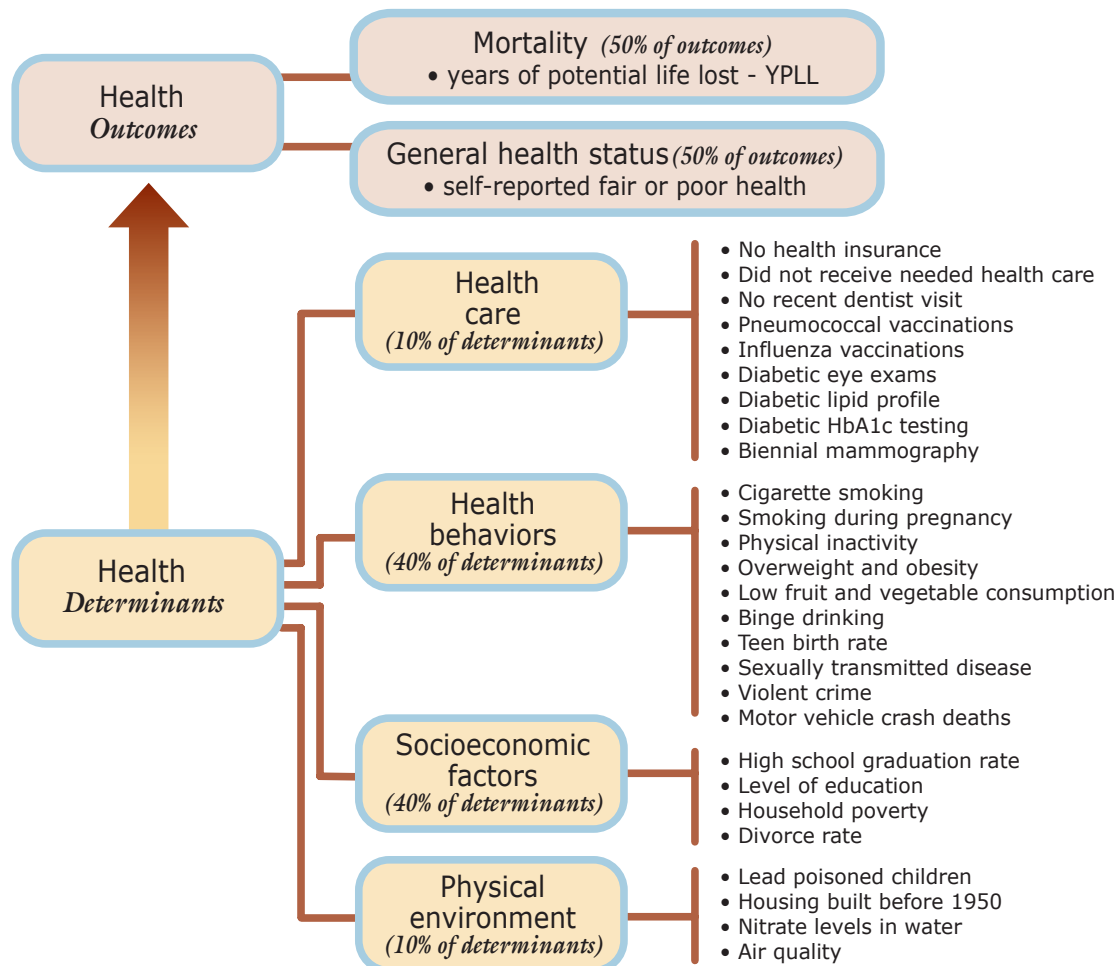 Health
Outcomes
Mortality (50% of outcomes)
• years of potential life lost - YPLL
General health status (50% of outcomes)
• self-reported fair or poor health
Health
Determinants
Health
care
(10% of determinants)
• No health insurance
• Did not receive needed health care
• No recent dentist visit
• Pneumococcal vaccinations
• Influenza vaccinations
• Diabetic eye exams
• Diabetic lipid profile
• Diabetic HbA1c testing
• Biennial mammography
Health
behaviors
(40% of determinants)
• Cigarette smoking
• Smoking during pregnancy
• Physical inactivity
• Overweight and obesity
• Low fruit and vegetable consumption
• Binge drinking
• Teen birth rate
• Sexually transmitted disease
• Violent crime
• Motor vehicle crash deaths
Socioeconomic
factors
(40% of determinants)
• High school graduation rate
• Level of education
• Household poverty
• Divorce rate
Physical
environment
(10% of determinants)
• Lead poisoned children
• Housing built before 1950
• Nitrate levels in water
• Air quality